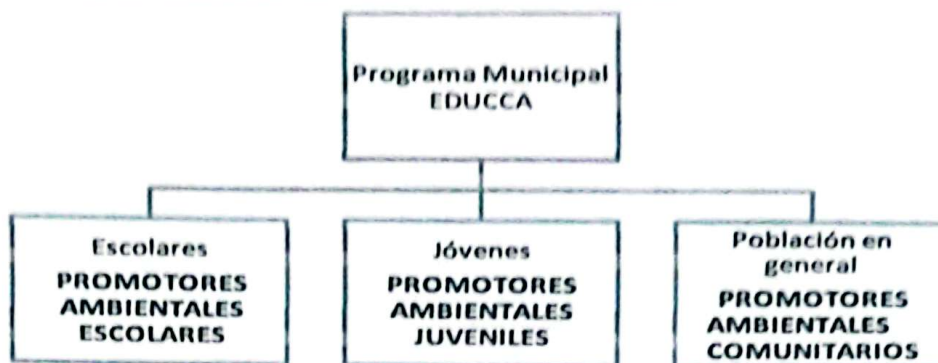 Programa Municipal
EDUCCA
Escolares
PROMOTORES
AMBIENTALES
ESCOLARES
Jóvenes
PROMOTORES
AMBIENTALES
JUVENILES
Población en
general
PROMOTORES
AMBIENTALES
COMUNITARIOS